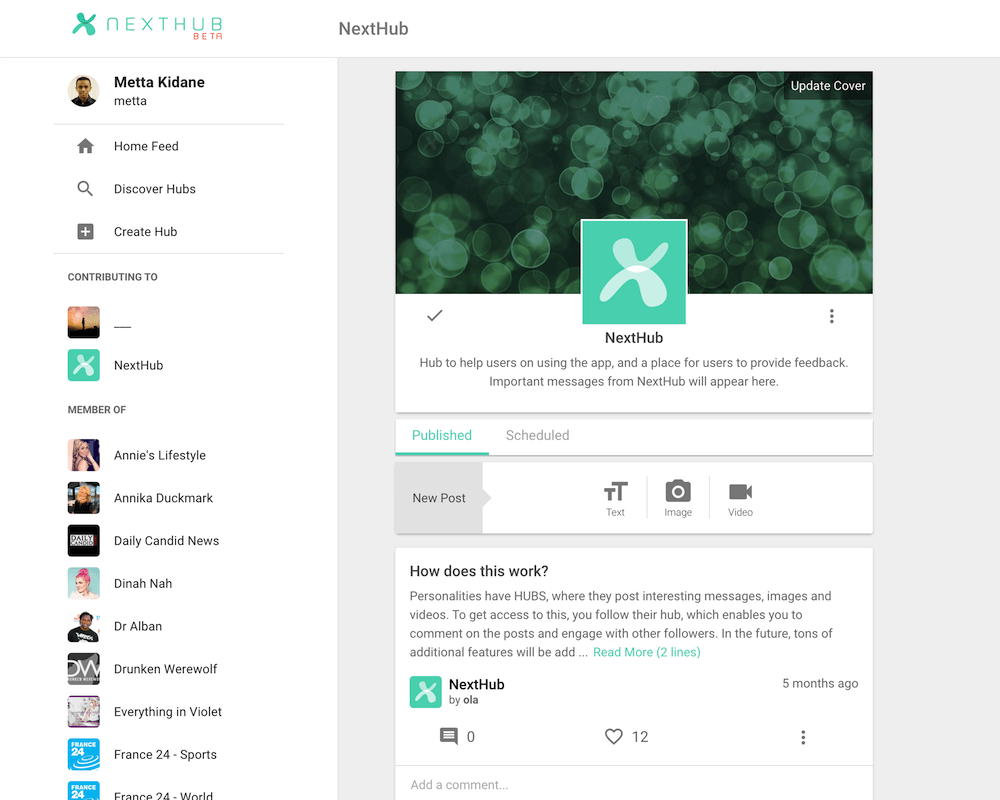 NEXTHUB
BETA
NextHub
Metta Kidane
metta
Home Feed
Discover Hubs
Create Hub
CONTRIBUTING TO
___
NextHub
MEMBER OF
Annie's Lifestyle
Annika Duckmark
DAILY
CANDID
Daily Candid News
Dinah Nah
Dr Alban
DW
Drunken Werewolf
Everything in Violet
FRANCE
24
France 24 - Sports
FRANCE
24
France 24 - World
Update Cover
NextHub
Hub to help users on using the app, and a place for users to provide feedback.
Important messages from NextHub will appear here.
Published Scheduled
New Post
Text Image Video
How does this work?
Personalities have HUBS, where they post interesting messages, images and
videos. To get access to this, you follow their hub, which enables you to
comment on the posts and engage with other followers. In the future, tons of
additional features will be add ... Read More (2 lines)
NextHub 5 months ago
by ola
0 12
Add a comment...